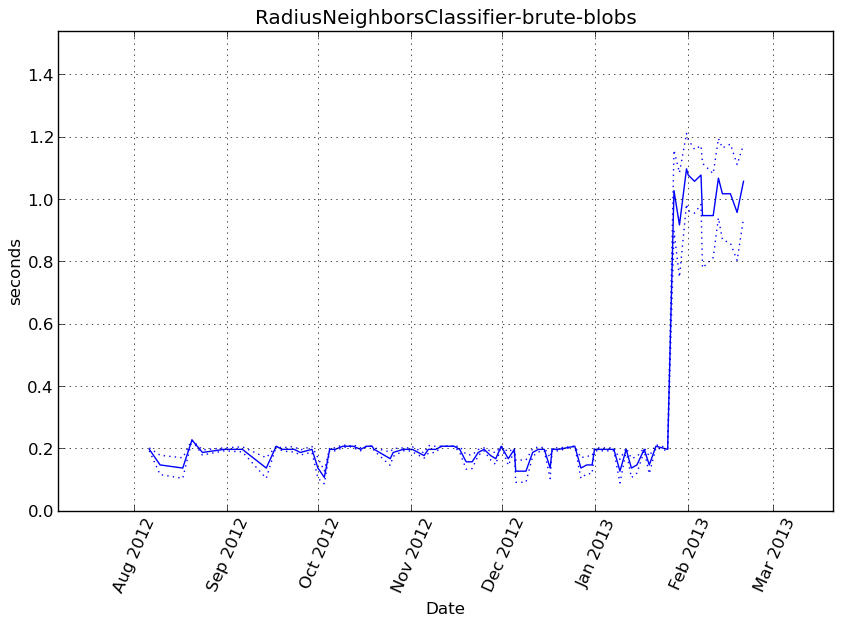 RadiusNeighborsClassifier-brute-blobs
1.4
1.2
1.0
0.8
0.6
0.4
0.2
0.0
seconds
Aug 2012
Sep 2012
Oct 2012
Nov 2012
Dec 2012
Jan 2013
Feb 2013
Mar 2013
Date